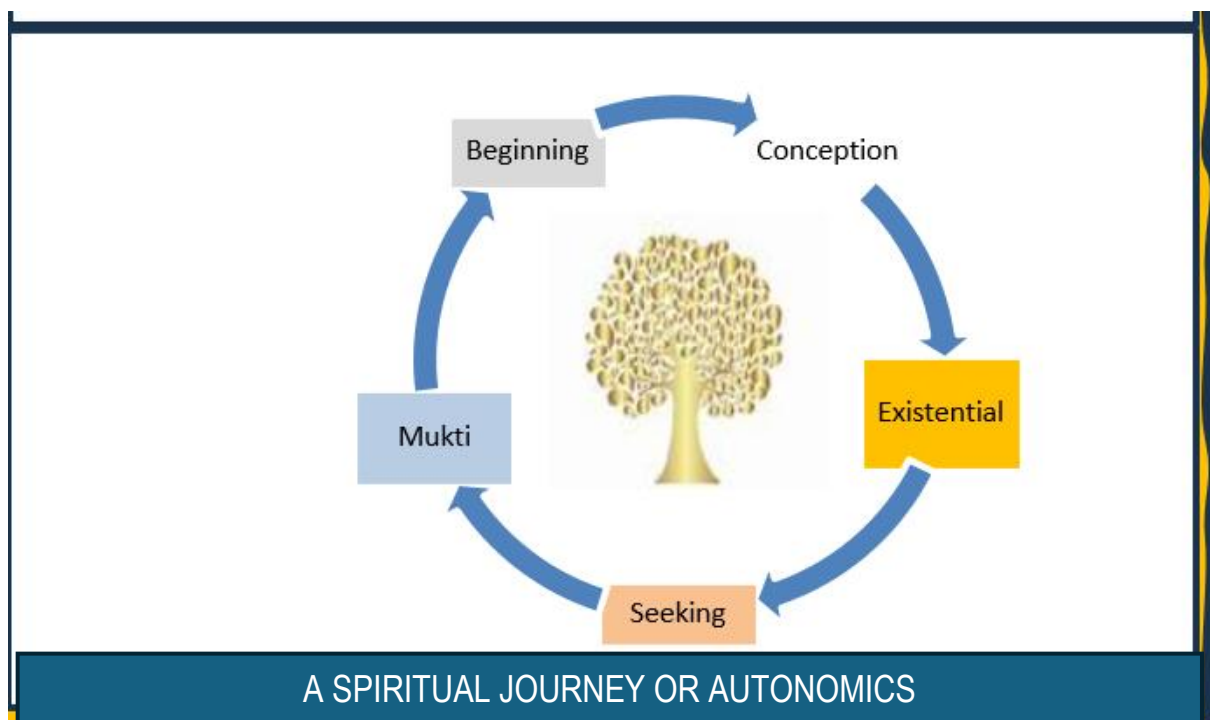 Beginning
Conception
Existential
Seeking
Mukti
A SPIRITUAL JOURNEY OR AUTONOMICS